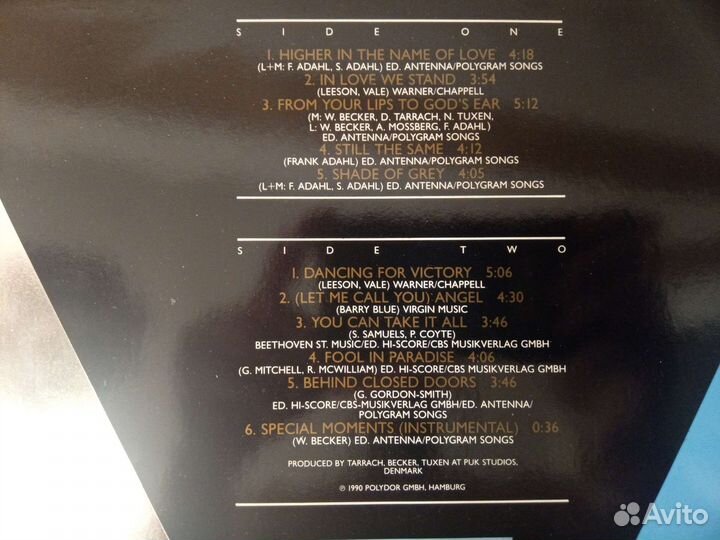 SIDE ONE
1. HIGHER IN THE NAME OF LOVE 4:18
(L+M: F. ADAHL, S. ADAHL) ED. ANTENNA/POLYGRAM SONGS
2. IN LOVE WE STAND 3:54
(LEESON, VALE) WARNER/CHAPPELL
3. FROM YOUR LIPS TO GOD'S EAR 5:12
(M: W. BECKER, D. TARRACH, N. TUXEN,
L: W. BECKER, A. MOSSBERG, F. ADAHL)
ED. ANTENNA/POLYGRAM SONGS
4. STILL THE SAME 4:12
(FRANK ADAHL) ED. ANTENNA/POLYGRAM SONGS
5. SHADE OF GREY 4:05
(L+M: F. ADAHL, S. ADAHL) ED. ANTENNA/POLYGRAM SONGS
SIDE TWO
1. DANCING FOR VICTORY 5:06
(LEESON, VALE) WARNER/CHAPPELL
2. (LET ME CALL YOU) ANGEL 4:30
(BARRY BLUE) VIRGIN MUSIC
3. YOU CAN TAKE IT ALL 3:46
(S. SAMUELS, P. COYTE)
BEETHOVEN ST. MUSIC/ED. HI-SCORE/CBS MUSIKVERLAG GMBH
4. FOOL IN PARADISE 4:06
(G. MITCHELL, R. MCWILLIAM) ED. HI-SCORE/CBS MUSIKVERLAG GMBH
5. BEHIND CLOSED DOORS 3:46
(G. GORDON-SMITH)
ED. HI-SCORE/CBS-MUSIKVERLAG GMBH/ED. ANTENNA/
POLYGRAM SONGS
6. SPECIAL MOMENTS (INSTRUMENTAL) 0:36
(W. BECKER) ED. ANTENNA/POLYGRAM SONGS
PRODUCED BY TARRACH, BECKER, TUXEN AT PUK STUDIOS,
DENMARK
℗ 1990 POLYDOR GMBH, HAMBURG
Avito